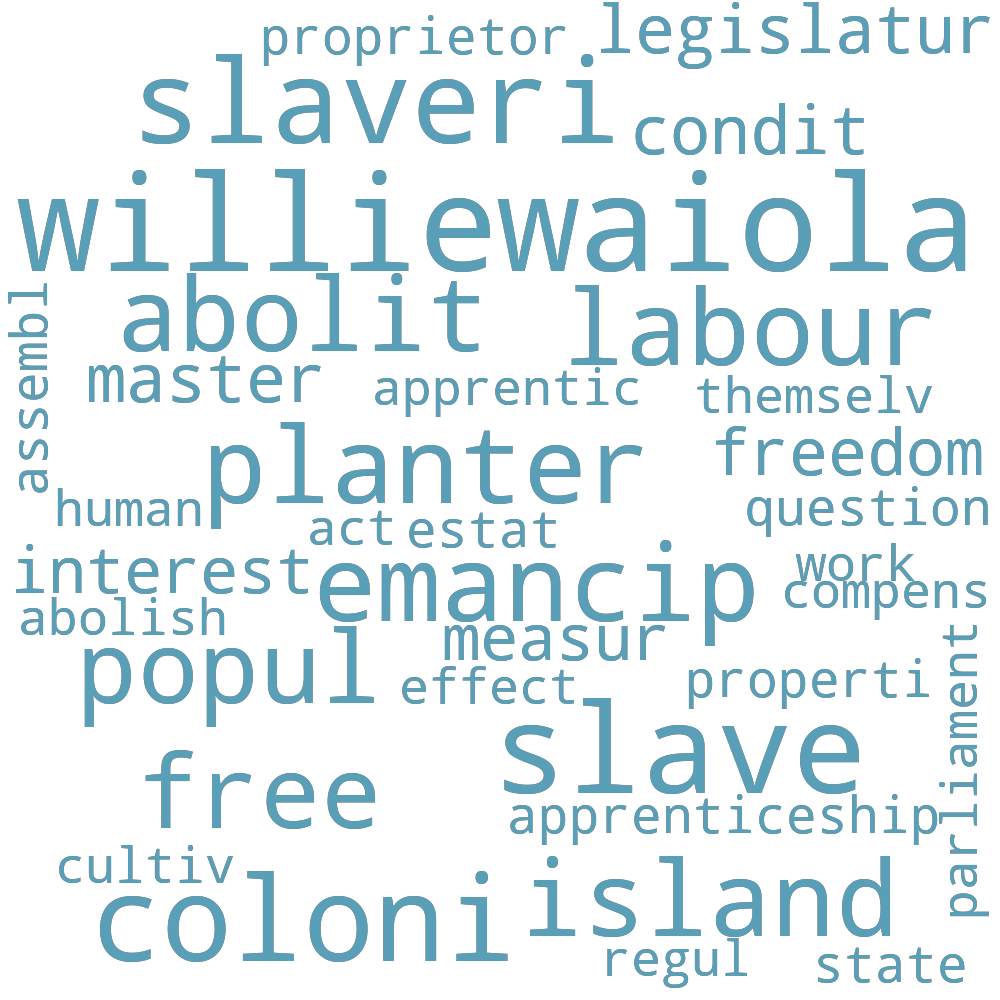 proprietor legislatur
slaveri
condit
williewaiola
abolit labour
assembl
master apprentic themselv
planter freedom
human question
act estat
interest emancip work
compens
abolish
measur
popul
effect properti
parliament
slave
free
apprenticeship
cultiv
coloni island
regul state